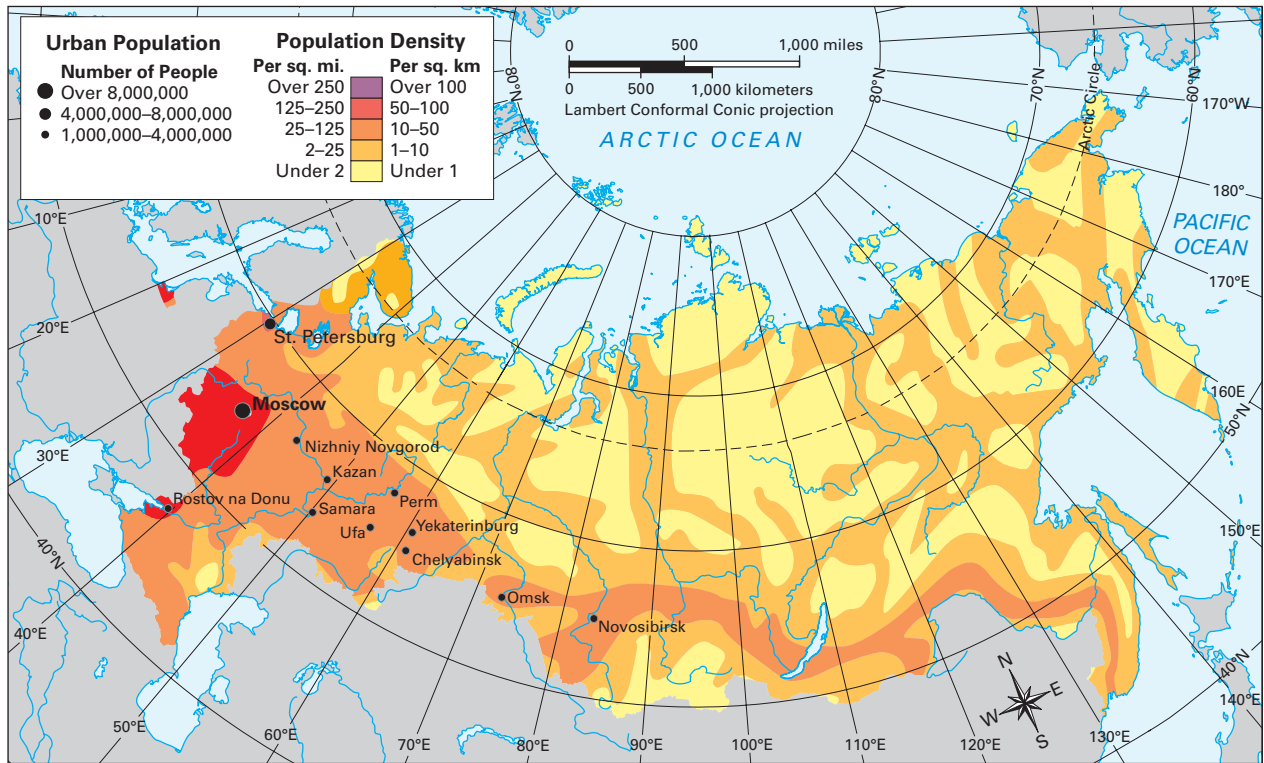 Urban Population
Number of People
Over 8,000,000
4,000,000–8,000,000
1,000,000–4,000,000
Population Density
Per sq. mi. Per sq. km
Over 250 Over 100
125–250 50–100
25–125 10–50
2–25 1–10
Under 2 Under 1
0 500 1,000 miles
0 500 1,000 kilometers
Lambert Conformal Conic projection
ARCTIC OCEAN
80°N
80°N
70°N
Arctic Circle
60°N
170°W
180°
PACIFIC
OCEAN
170°E
160°E
50°N
150°E
40°N
140°E
130°E
120°E
110°E
100°E
90°E
80°E
70°E
60°E
50°E
40°E
40°N
30°E
20°E
10°E
St. Petersburg
Moscow
Nizhniy Novgorod
Kazan
Rostov na Donu
Samara
Perm
Ufa
Yekaterinburg
Chelyabinsk
Omsk
Novosibirsk
N
E
W
S